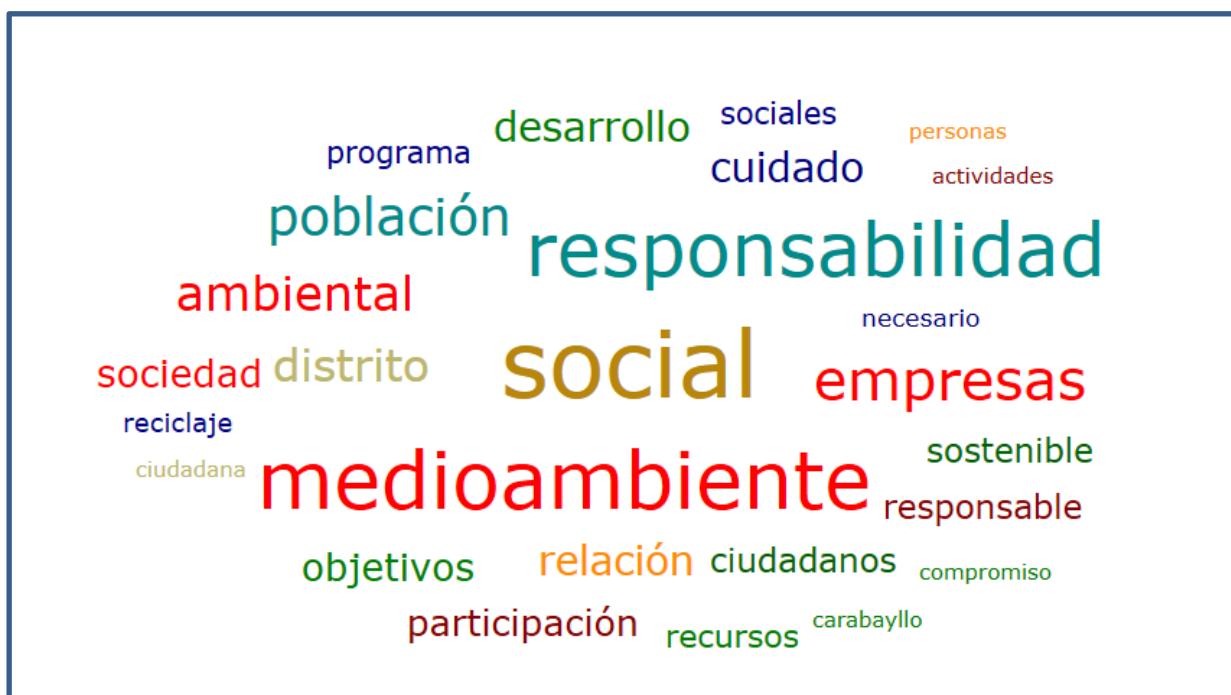 desarrollo
sociales
personas
programa
cuidado
actividades
población
responsabilidad
ambiental
necesario
social
sociedad
distrito
empresas
reciclaje
sostenible
ciudadana
medioambiente
responsable
objetivos
relación
ciudadanos
compromiso
participación
recursos
carabayllo